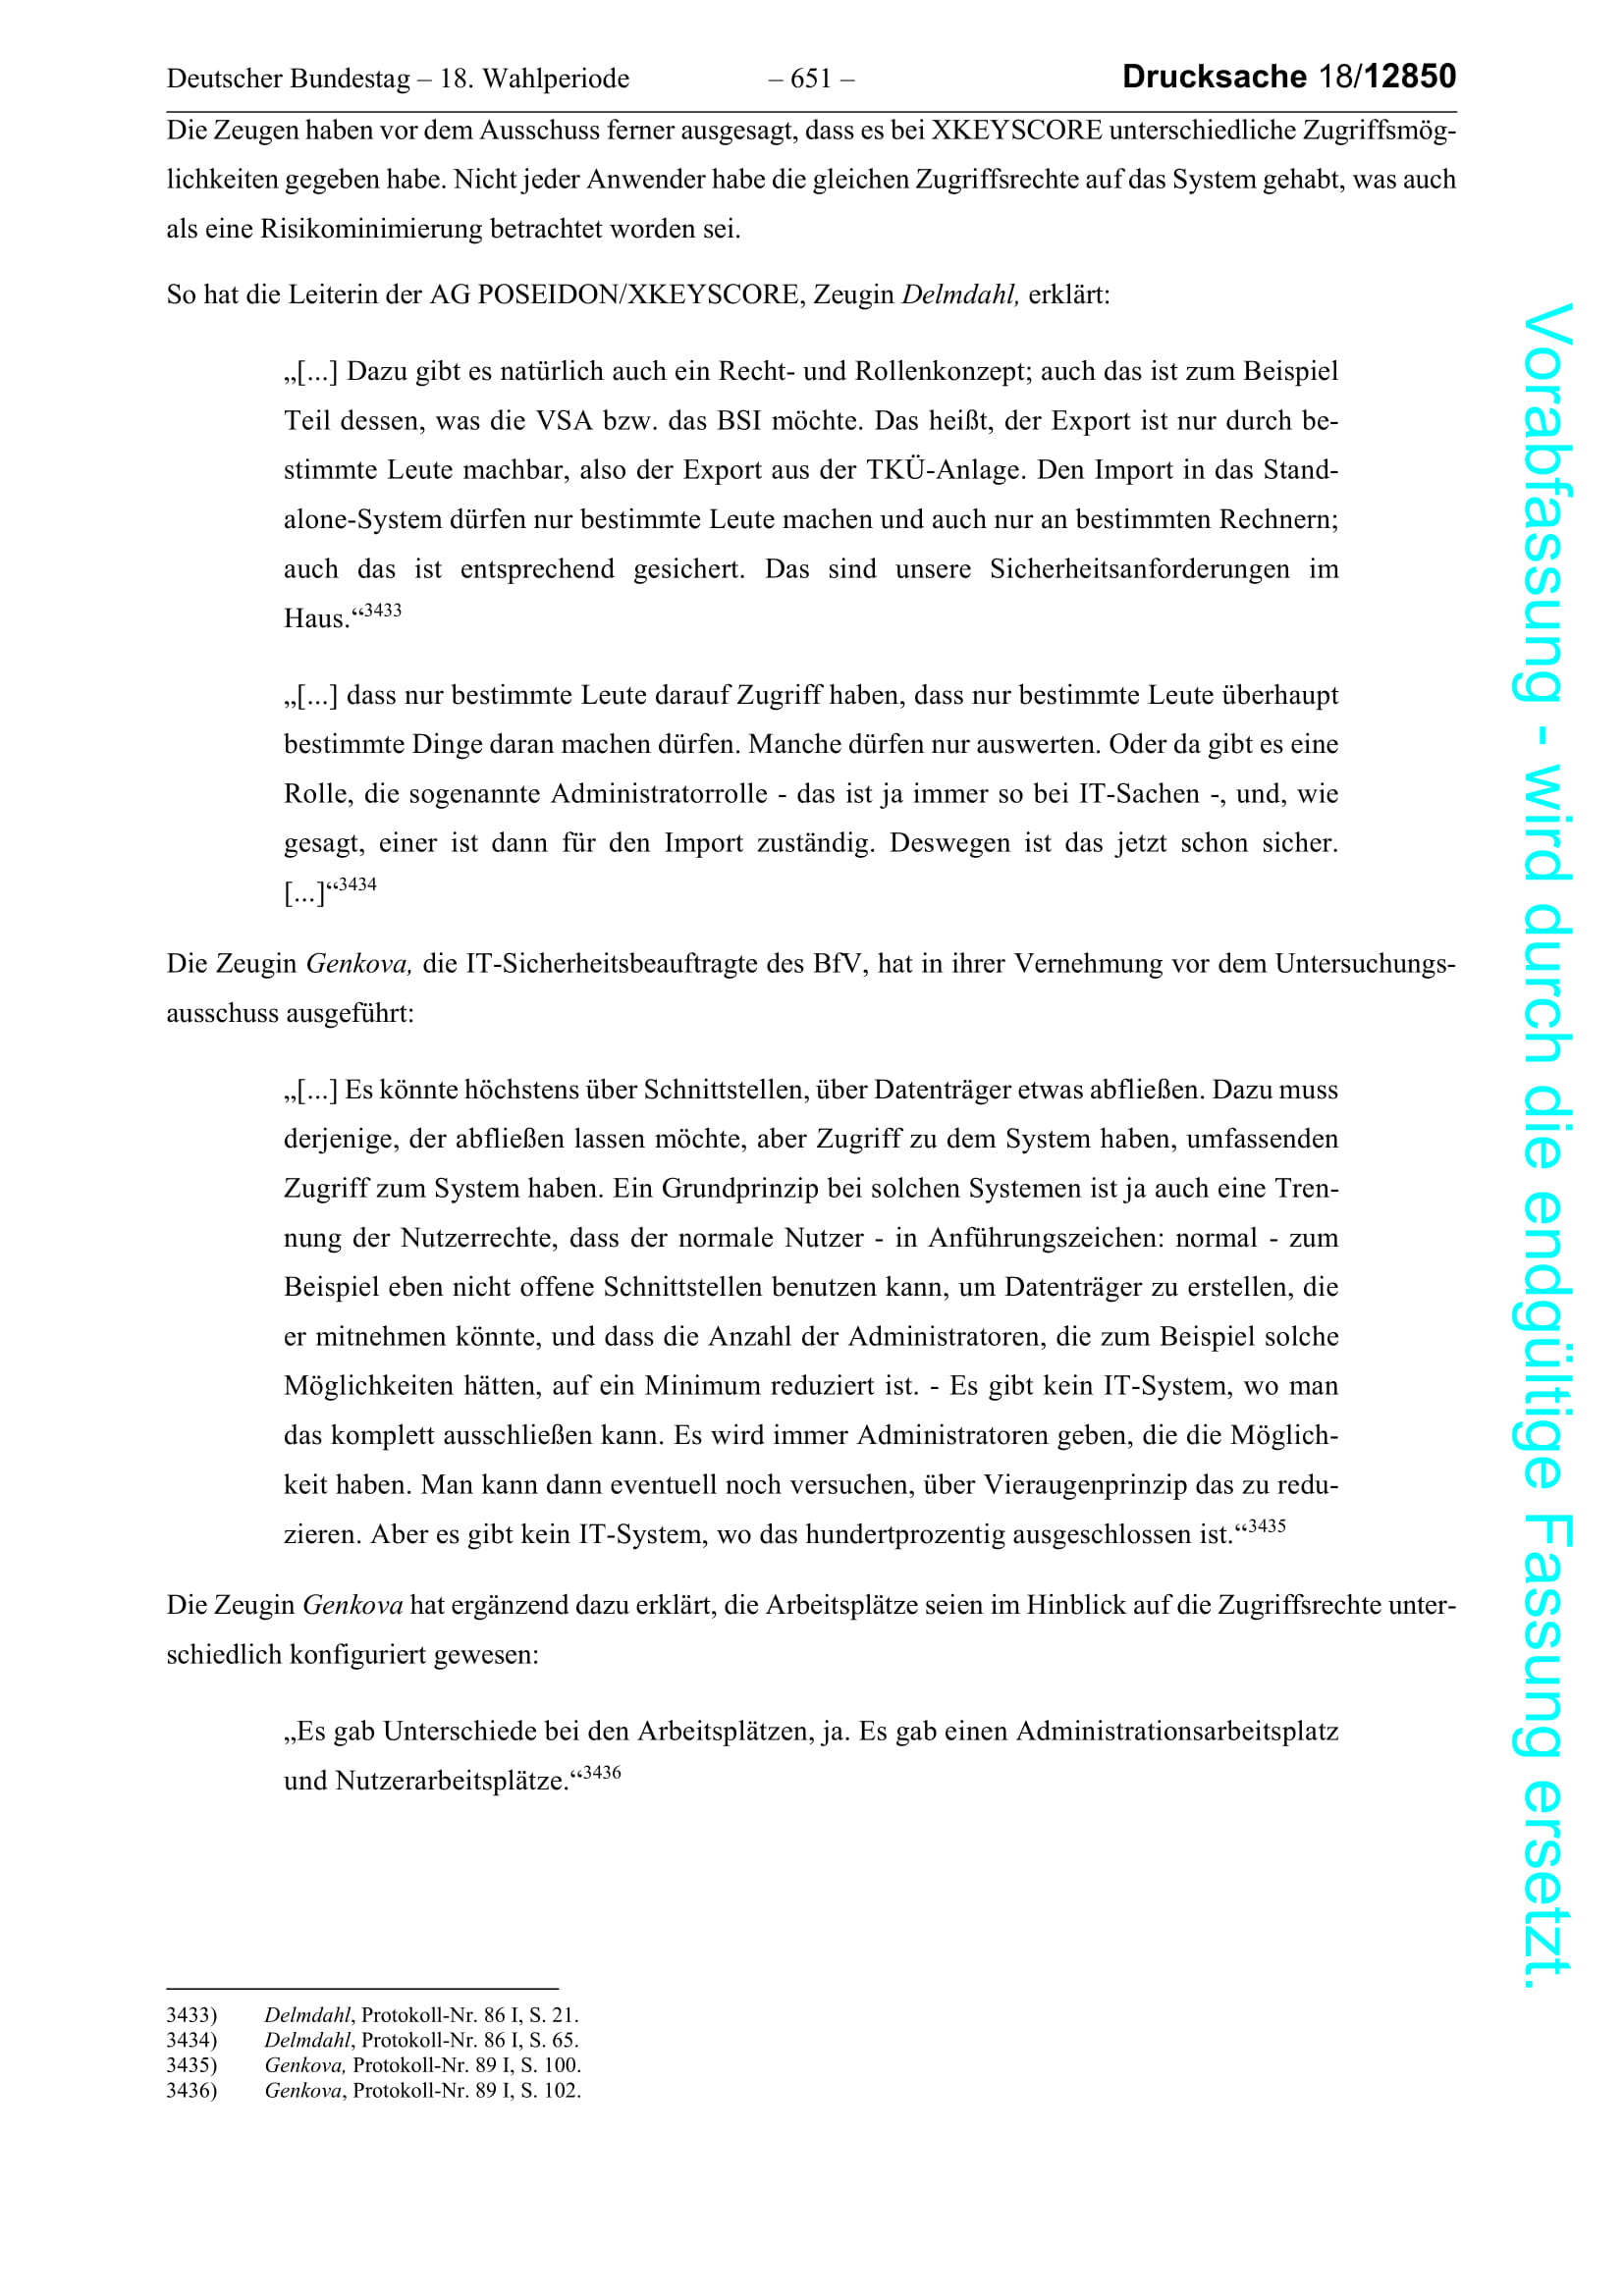 Deutscher Bundestag – 18. Wahlperiode – 651 – Drucksache 18/12850
Die Zeugen haben vor dem Ausschuss ferner ausgesagt, dass es bei XKEYSCORE unterschiedliche Zugriffsmög-
lichkeiten gegeben habe. Nicht jeder Anwender habe die gleichen Zugriffsrechte auf das System gehabt, was auch
als eine Risikominimierung betrachtet worden sei.
So hat die Leiterin der AG POSEIDON/XKEYSCORE, Zeugin Delmdahl, erklärt:
„[...] Dazu gibt es natürlich auch ein Recht- und Rollenkonzept; auch das ist zum Beispiel
Teil dessen, was die VSA bzw. das BSI möchte. Das heißt, der Export ist nur durch be-
stimmte Leute machbar, also der Export aus der TKÜ-Anlage. Den Import in das Stand-
alone-System dürfen nur bestimmte Leute machen und auch nur an bestimmten Rechnern;
auch das ist entsprechend gesichert. Das sind unsere Sicherheitsanforderungen im
Haus.“3433
„[...] dass nur bestimmte Leute darauf Zugriff haben, dass nur bestimmte Leute überhaupt
bestimmte Dinge daran machen dürfen. Manche dürfen nur auswerten. Oder da gibt es eine
Rolle, die sogenannte Administratorrolle - das ist ja immer so bei IT-Sachen -, und, wie
gesagt, einer ist dann für den Import zuständig. Deswegen ist das jetzt schon sicher.
[...]“3434
Die Zeugin Genkova, die IT-Sicherheitsbeauftragte des BfV, hat in ihrer Vernehmung vor dem Untersuchungs-
ausschuss ausgeführt:
„[...] Es könnte höchstens über Schnittstellen, über Datenträger etwas abfließen. Dazu muss
derjenige, der abfließen lassen möchte, aber Zugriff zu dem System haben, umfassenden
Zugriff zum System haben. Ein Grundprinzip bei solchen Systemen ist ja auch eine Tren-
nung der Nutzerrechte, dass der normale Nutzer - in Anführungszeichen: normal - zum
Beispiel eben nicht offene Schnittstellen benutzen kann, um Datenträger zu erstellen, die
er mitnehmen könnte, und dass die Anzahl der Administratoren, die zum Beispiel solche
Möglichkeiten hätten, auf ein Minimum reduziert ist. - Es gibt kein IT-System, wo man
das komplett ausschließen kann. Es wird immer Administratoren geben, die die Möglich-
keit haben. Man kann dann eventuell noch versuchen, über Vieraugenprinzip das zu redu-
zieren. Aber es gibt kein IT-System, wo das hundertprozentig ausgeschlossen ist.“3435
Die Zeugin Genkova hat ergänzend dazu erklärt, die Arbeitsplätze seien im Hinblick auf die Zugriffsrechte unter-
schiedlich konfiguriert gewesen:
„Es gab Unterschiede bei den Arbeitsplätzen, ja. Es gab einen Administrationsarbeitsplatz
und Nutzerarbeitsplätze.“3436
3433) Delmdahl, Protokoll-Nr. 86 I, S. 21.
3434) Delmdahl, Protokoll-Nr. 86 I, S. 65.
3435) Genkova, Protokoll-Nr. 89 I, S. 100.
3436) Genkova, Protokoll-Nr. 89 I, S. 102.
Vorabfassung - wird durch die endgültige Fassung ersetzt.